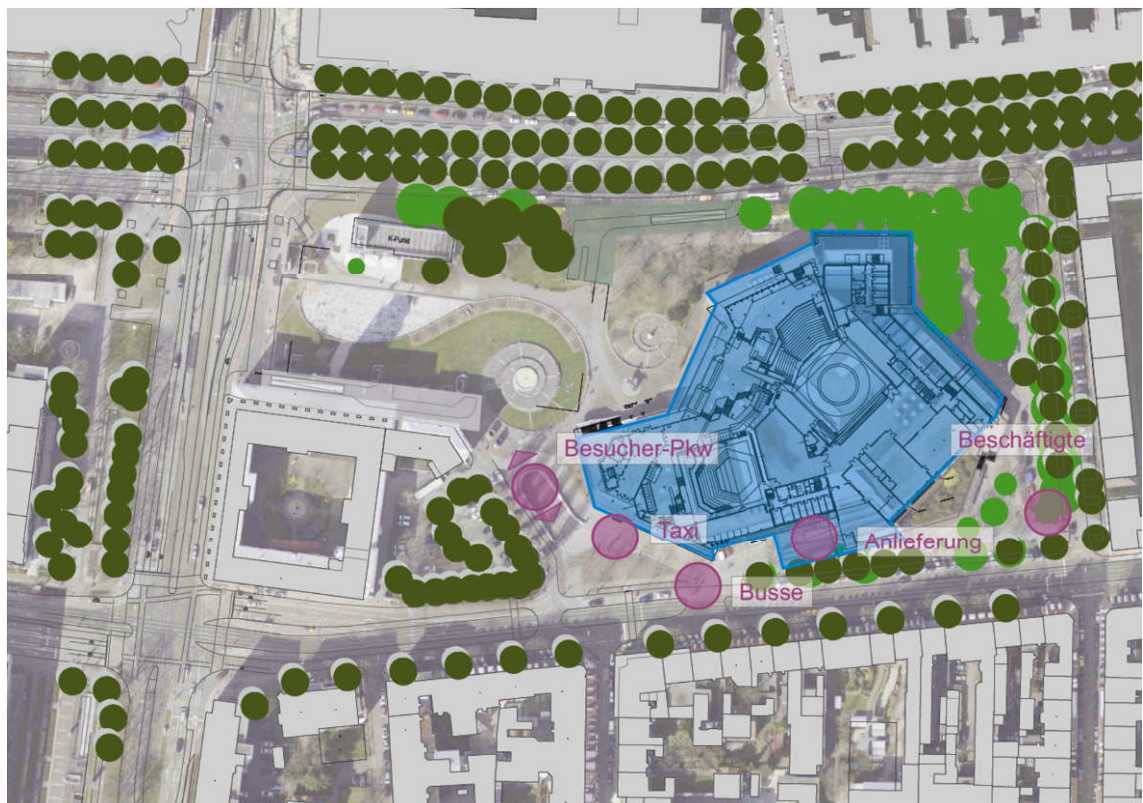 K-Punkt
Besucher-Pkw
Beschäftigte
Taxi
Anlieferung
Busse